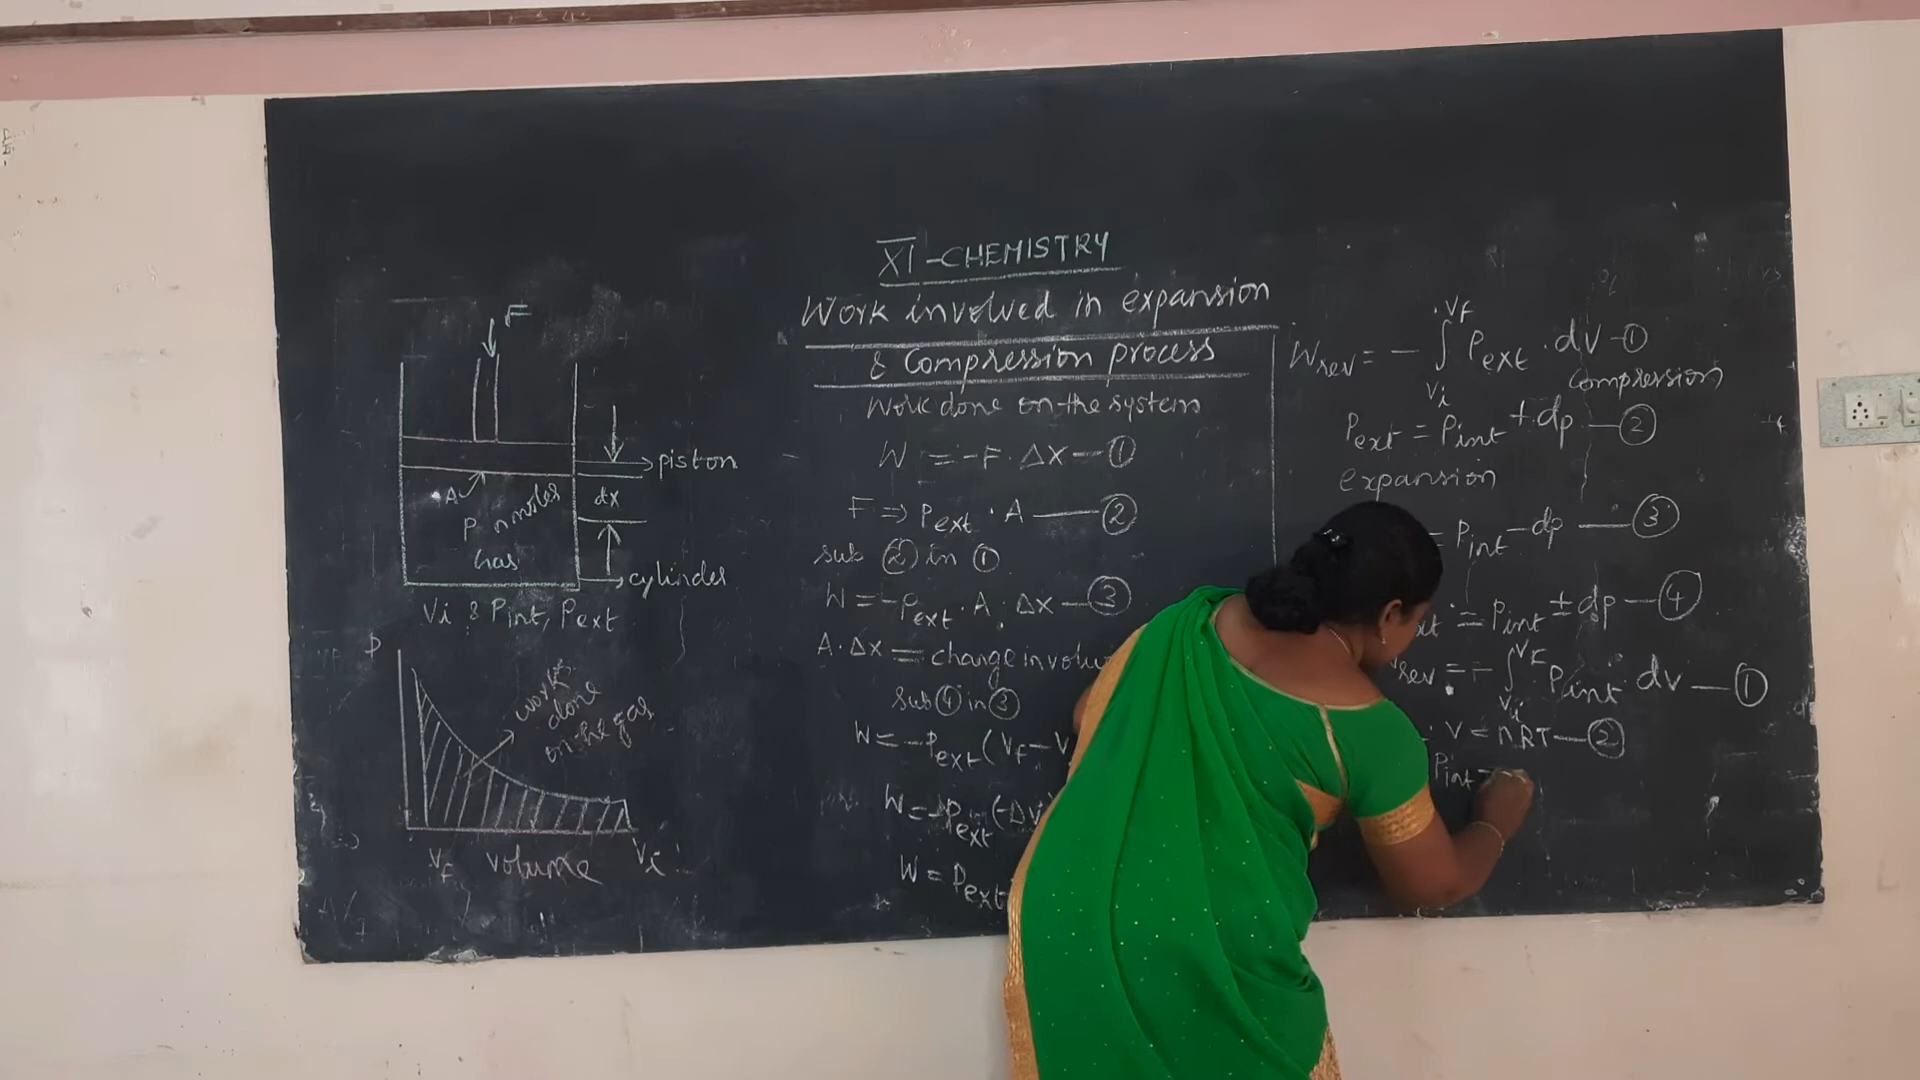 XI-CHEMISTRY
Work involved in expansion
& Compression process
F
piston
A
dx
P n moles
Gas
cylinder
Vi & Pint, Pext
P
work
done
on the gas
VF volume Vi
Work done on the system
W = -F. Δx — ①
F ⇒ Pext . A — ②
sub ② in ①
W = -Pext . A . Δx — ③
A.Δx = change in volu
sub ④ in ③
W = -Pext (VF - V
W = -Pext (-ΔV
W = Pext
Wrev = - ∫ Vi VF Pext . dV - ①
Compression
Pext = Pint + dp — ②
expansion
= Pint - dp — ③
= Pint ± dp — ④
rev = - ∫ Vi VF Pint dV — ①
. V = nRT — ②
Pint =